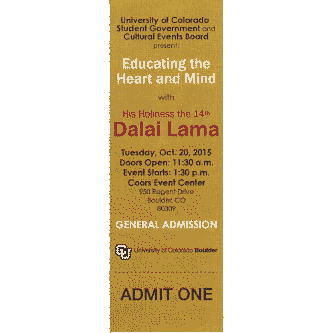 University of Colorado
Student Government and
Cultural Events Board
present:
Educating the
Heart and Mind
with
His Holiness the 14th
Dalai Lama
Tuesday, Oct. 20, 2015
Doors Open: 11:30 a.m.
Event Starts: 1:30 p.m.
Coors Event Center
950 Regent Drive
Boulder, CO
80309
GENERAL ADMISSION
CU University of Colorado Boulder
ADMIT ONE